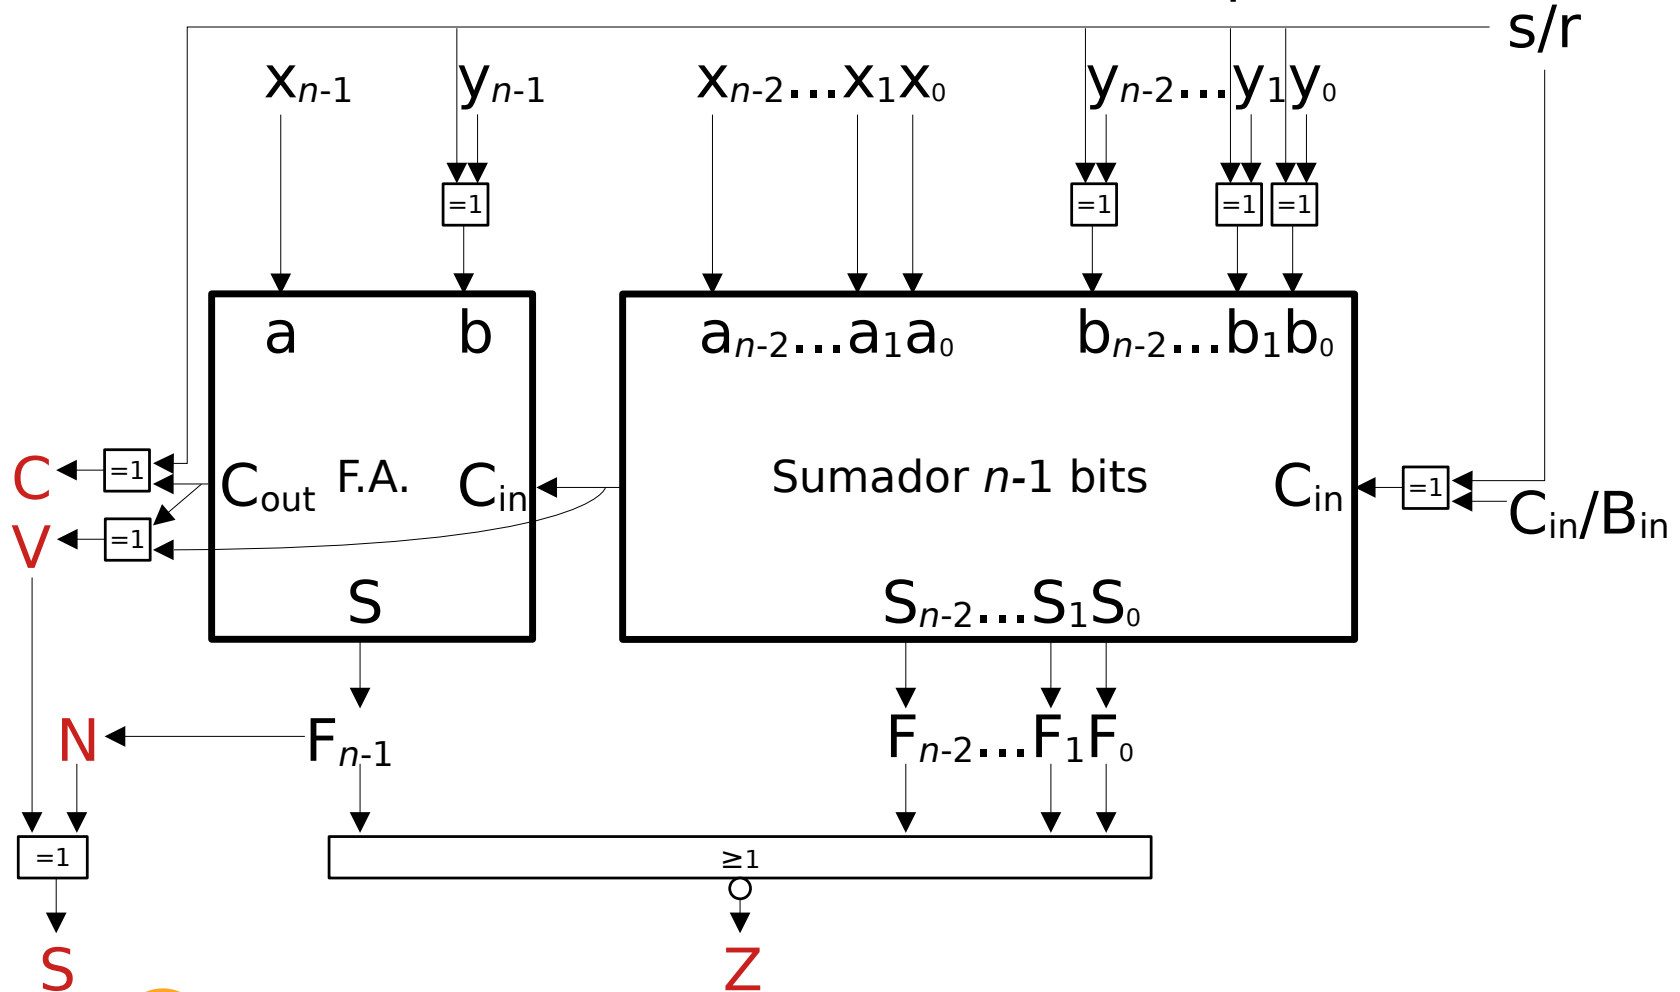 s/r
xn-1 yn-1 xn-2...x1x0 yn-2...y1y0
=1 =1 =1 =1
a b an-2...a1a0 bn-2...b1b0
C =1 Cout F.A. Cin Sumador n-1 bits Cin =1 Cin/Bin
V =1
S Sn-2...S1S0
N Fn-1 Fn-2...F1F0
=1 ≥1
S Z